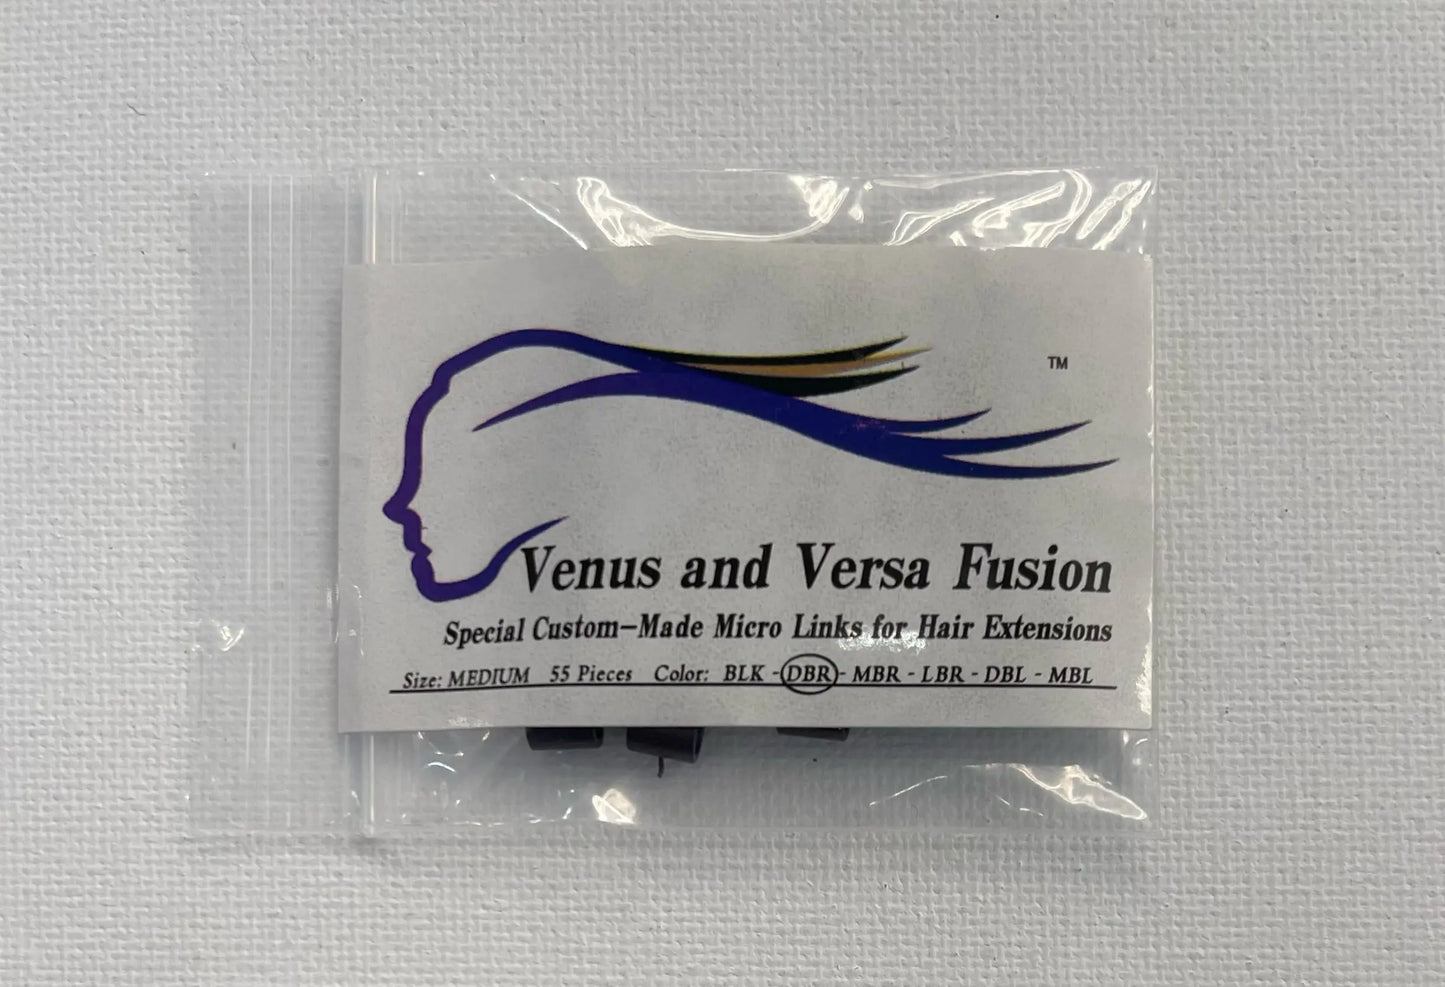 TM
Venus and Versa Fusion
Special Custom-Made Micro Links for Hair Extensions
Size: MEDIUM 55 Pieces Color: BLK - DBR - MBR - LBR - DBL - MBL